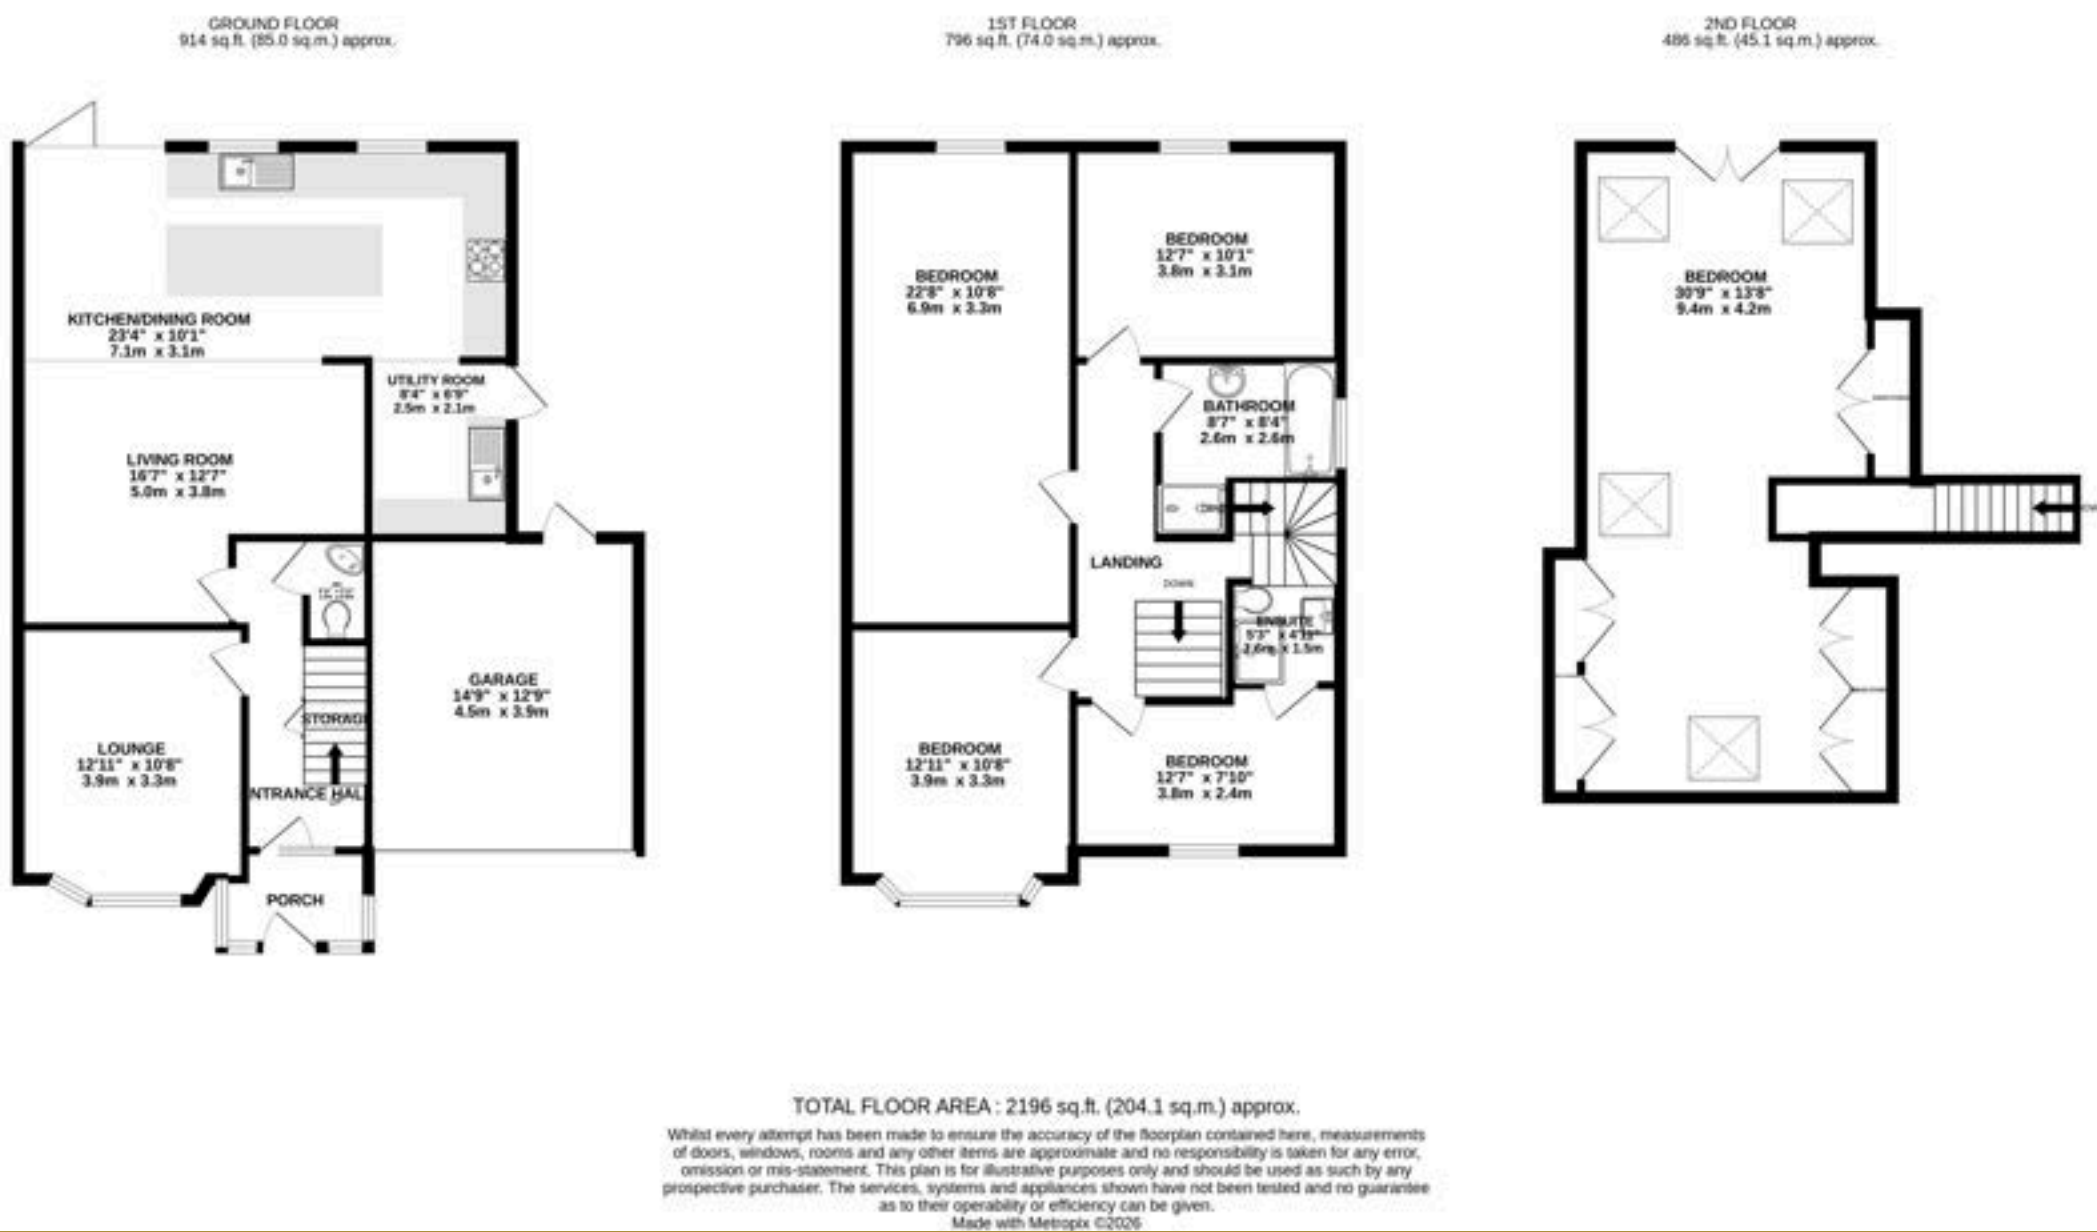 GROUND FLOOR
914 sq.ft. (85.0 sq.m.) approx.
1ST FLOOR
796 sq.ft. (74.0 sq.m.) approx.
2ND FLOOR
486 sq.ft. (45.1 sq.m.) approx.
KITCHEN/DINING ROOM
23'4" x 10'1"
7.1m x 3.1m
UTILITY ROOM
8'4" x 6'9"
2.5m x 2.1m
LIVING ROOM
16'7" x 12'7"
5.0m x 3.8m
GARAGE
14'9" x 12'9"
4.5m x 3.9m
STORAGE
LOUNGE
12'11" x 10'8"
3.9m x 3.3m
NTRANCE HAL
PORCH
BEDROOM
22'8" x 10'8"
6.9m x 3.3m
BEDROOM
12'7" x 10'1"
3.8m x 3.1m
BATHROOM
8'7" x 8'4"
2.6m x 2.6m
LANDING
DOWN
ENSUITE
5'3" x 4'11"
2.6m x 1.5m
BEDROOM
12'11" x 10'8"
3.9m x 3.3m
BEDROOM
12'7" x 7'10"
3.8m x 2.4m
BEDROOM
30'9" x 13'8"
9.4m x 4.2m
TOTAL FLOOR AREA : 2196 sq.ft. (204.1 sq.m.) approx.
Whilst every attempt has been made to ensure the accuracy of the floorplan contained here, measurements
of doors, windows, rooms and any other items are approximate and no responsibility is taken for any error,
omission or mis-statement. This plan is for illustrative purposes only and should be used as such by any
prospective purchaser. The services, systems and appliances shown have not been tested and no guarantee
as to their operability or efficiency can be given.
Made with Metropix ©2026